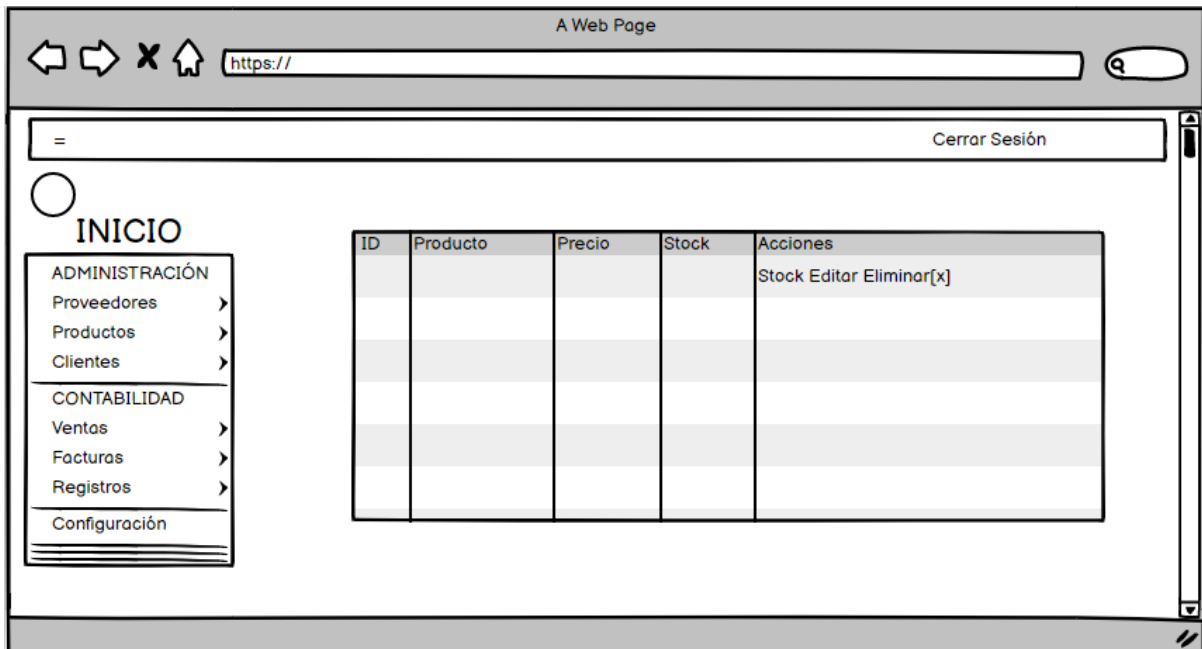 A Web Page
https://
= Cerrar Sesión
INICIO
ADMINISTRACIÓN
Proveedores
Productos
Clientes
CONTABILIDAD
Ventas
Facturas
Registros
Configuración
ID Producto Precio Stock Acciones
Stock Editar Eliminar[x]